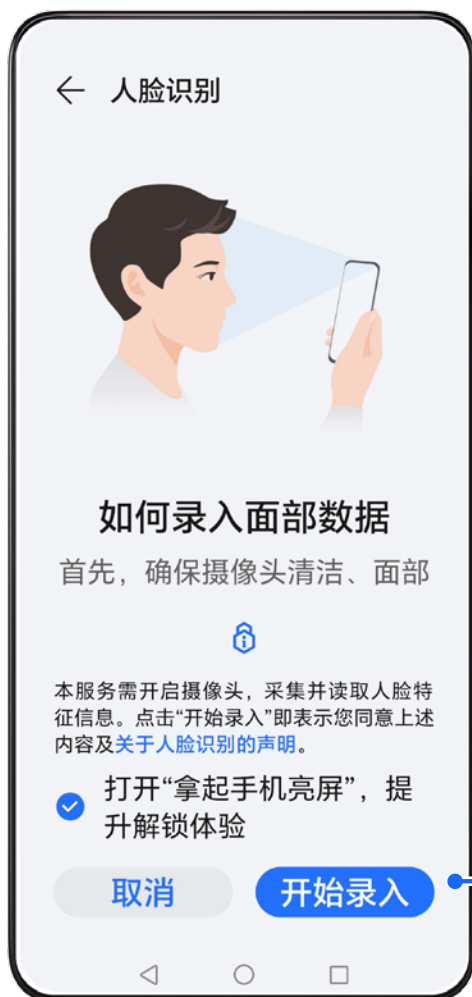 人脸识别
如何录入面部数据
首先，确保摄像头清洁、面部
本服务需开启摄像头，采集并读取人脸特
征信息。点击“开始录入”即表示您同意上述
内容及关于人脸识别的声明。
打开“拿起手机亮屏”，提
升解锁体验
取消
开始录入